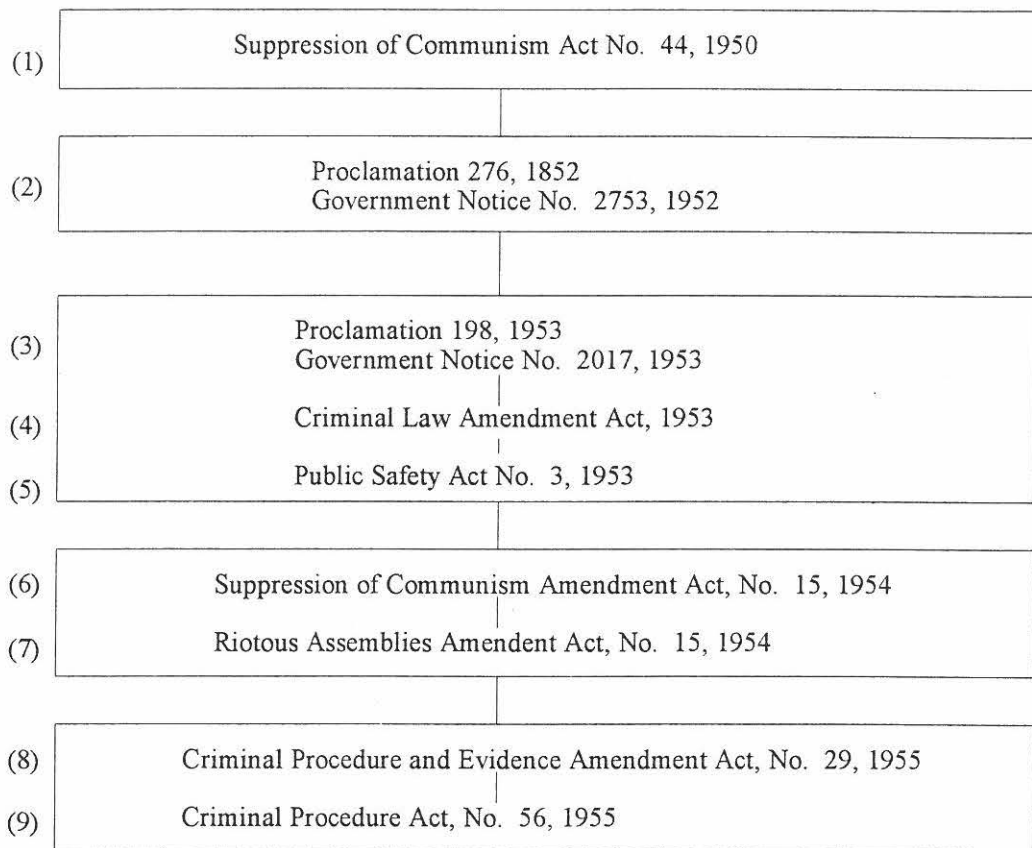 (1) Suppression of Communism Act No. 44, 1950
(2) Proclamation 276, 1852
Government Notice No. 2753, 1952
(3) Proclamation 198, 1953
Government Notice No. 2017, 1953
(4) Criminal Law Amendment Act, 1953
(5) Public Safety Act No. 3, 1953
(6) Suppression of Communism Amendment Act, No. 15, 1954
(7) Riotous Assemblies Amendent Act, No. 15, 1954
(8) Criminal Procedure and Evidence Amendment Act, No. 29, 1955
(9) Criminal Procedure Act, No. 56, 1955